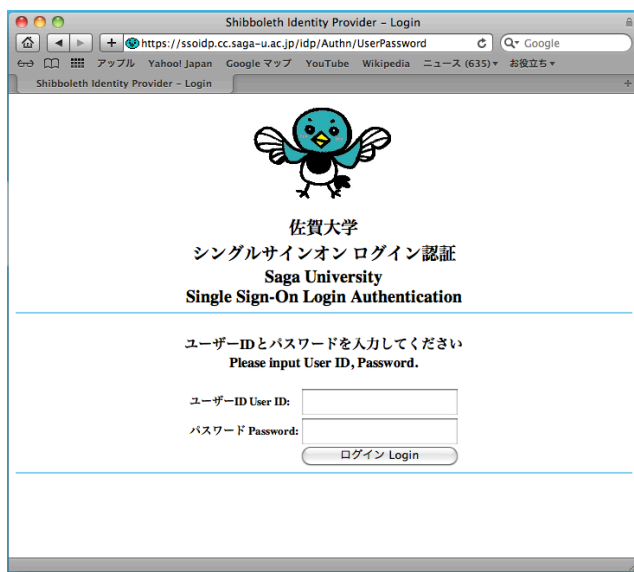 Shibboleth Identity Provider – Login
https://ssoidp.cc.saga-u.ac.jp/idp/Authn/UserPassword
Google
アップル Yahoo! Japan Google マップ YouTube Wikipedia ニュース (635)▾ お役立ち▾
Shibboleth Identity Provider – Login
佐賀大学
シングルサインオン ログイン認証
Saga University
Single Sign-On Login Authentication
ユーザーIDとパスワードを入力してください
Please input User ID, Password.
ユーザーID User ID:
パスワード Password:
ログイン Login